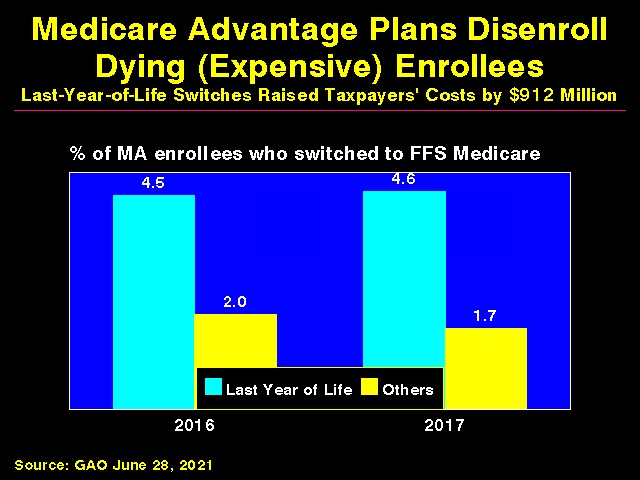 Medicare Advantage Plans Disenroll
Dying (Expensive) Enrollees
Last-Year-of-Life Switches Raised Taxpayers' Costs by $912 Million
% of MA enrollees who switched to FFS Medicare
4.5
4.6
2.0
1.7
Last Year of Life
Others
2016
2017
Source: GAO June 28, 2021